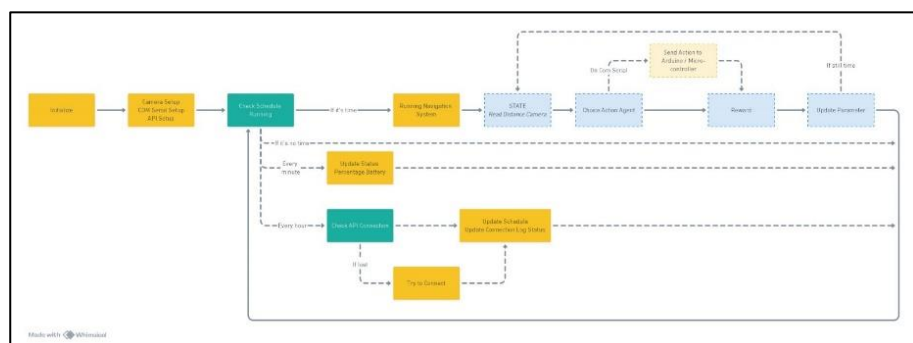 Initialize
Camera Setup
COM Serial Setup
API Setup
Check Schedule
Running
If it's time
Running Navigation
System
STATE
Read Distance Camera
Choice Action Agent
On Com Serial
Send Action to
Arduino / Micro-
controller
Reward
If still time
Update Parameter
If it's no time
Every
minute
Update Status
Percentage Battery
Every hour
Check API Connection
Update Schedule
Update Connection Log Status
If lost
Try to Connect
Made with Whimsical